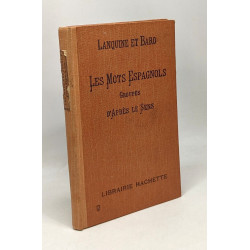 LANQUINE ET BARO
LES MOTS ESPAGNOLS
GROUPÉS
D'APRÈS LE SENS
LIBRAIRIE HACHETTE